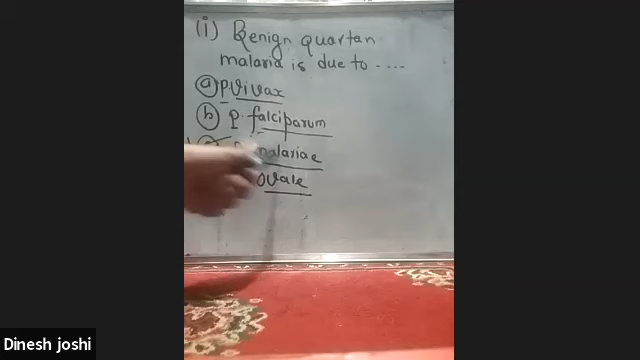 (i) Benign quartan
malaria is due to ....
(a) P. vivax
(b) P. falciparum
malariae
ovale
Dinesh joshi